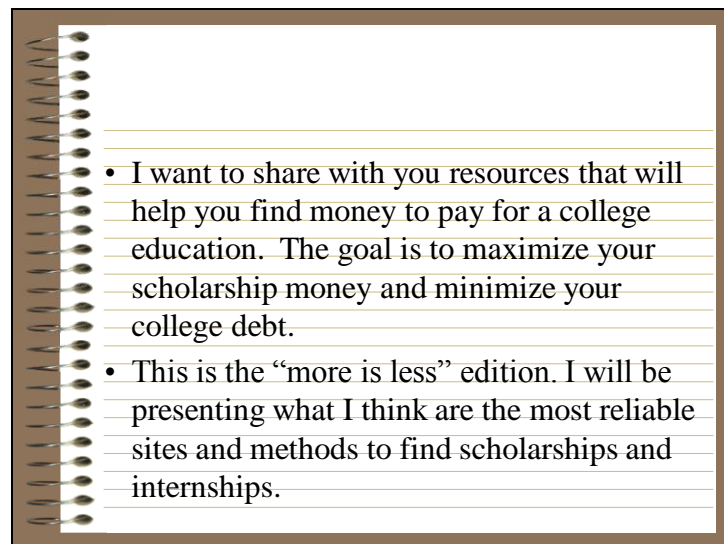 • I want to share with you resources that will
help you find money to pay for a college
education.  The goal is to maximize your
scholarship money and minimize your
college debt.
• This is the “more is less” edition. I will be
presenting what I think are the most reliable
sites and methods to find scholarships and
internships.